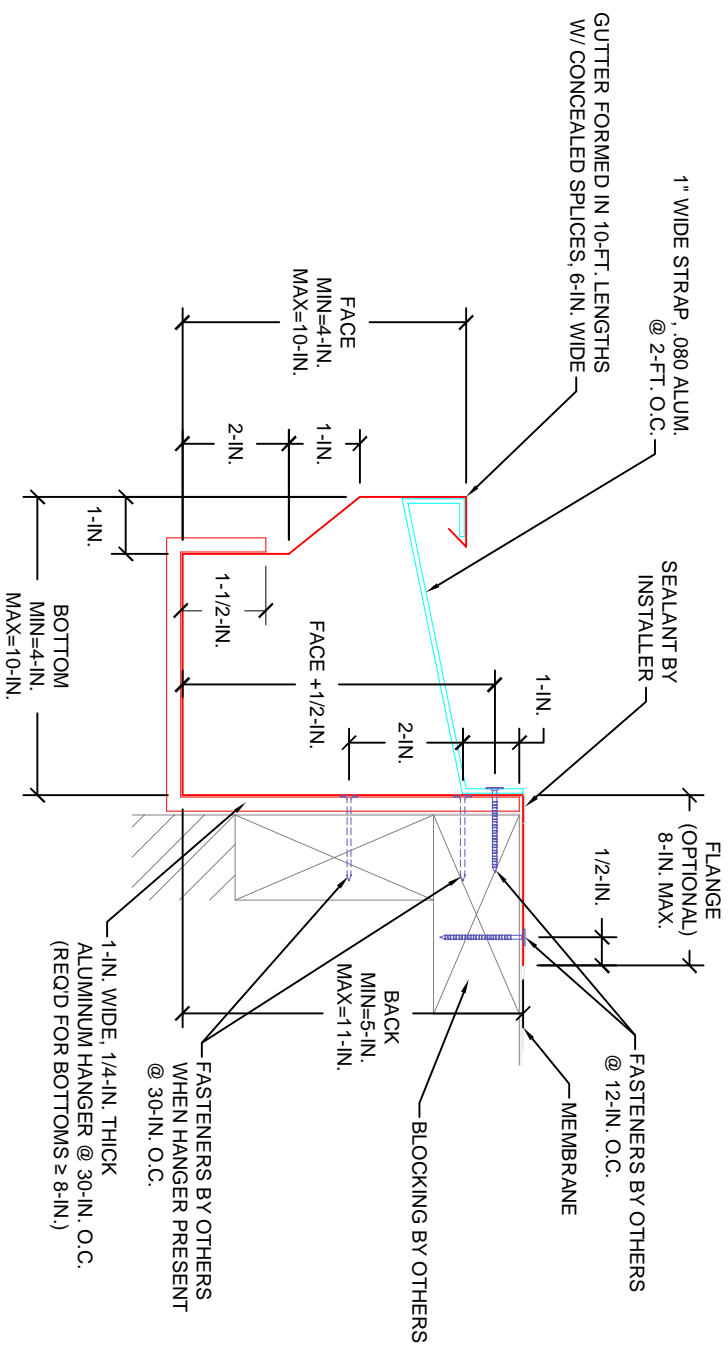 GUTTER FORMED IN 10-FT. LENGTHS
W/ CONCEALED SPLICES, 6-IN. WIDE
1" WIDE STRAP, .080 ALUM.
@ 2-FT. O.C.
SEALANT BY
INSTALLER
FLANGE
(OPTIONAL)
8-IN. MAX.
1/2-IN.
FASTENERS BY OTHERS
@ 12-IN. O.C.
MEMBRANE
BLOCKING BY OTHERS
FACE
MIN=4-IN.
MAX=10-IN.
1-IN.
2-IN.
1-IN.
1-1/2-IN.
FACE +1/2-IN.
2-IN.
1-IN.
BACK
MIN=5-IN.
MAX=11-IN.
FASTENERS BY OTHERS
WHEN HANGER PRESENT
@ 30-IN. O.C.
BOTTOM
MIN=4-IN.
MAX=10-IN.
1-IN. WIDE, 1/4-IN. THICK
ALUMINUM HANGER @ 30-IN. O.C.
(REQ'D FOR BOTTOMS ≥ 8-IN.)